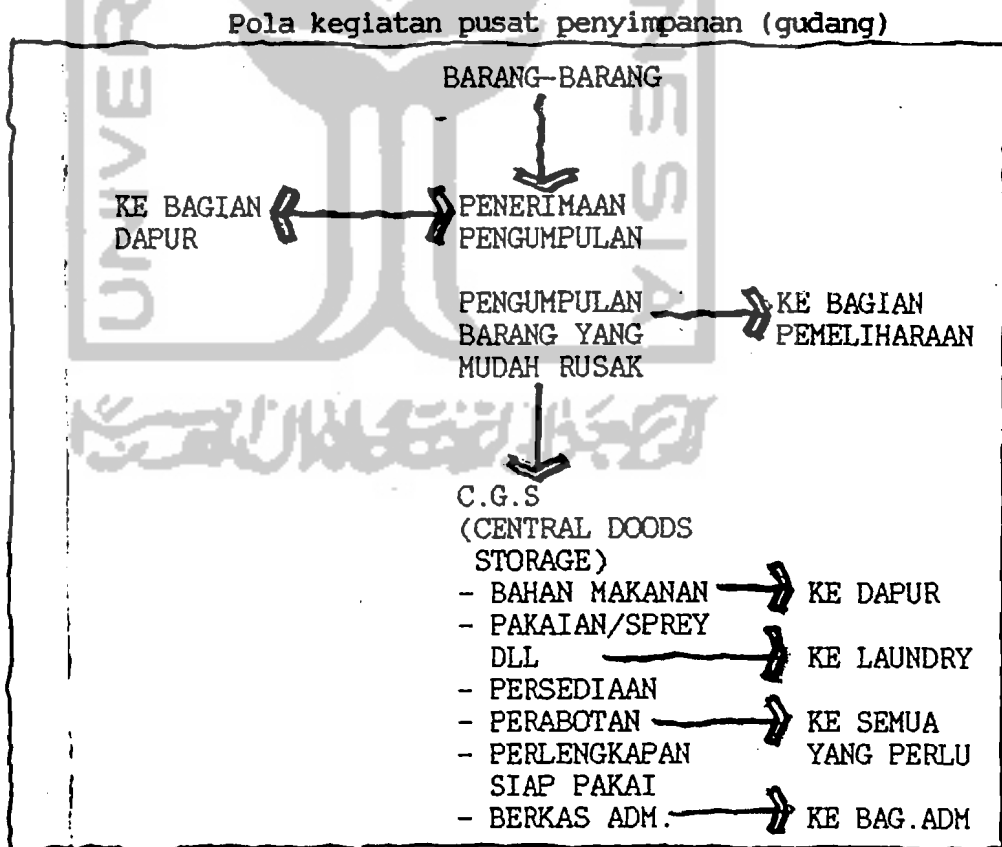 Pola kegiatan pusat penyimpanan (gudang)
BARANG-BARANG
KE BAGIAN
DAPUR
PENERIMAAN
PENGUMPULAN
PENGUMPULAN
BARANG YANG
MUDAH RUSAK
KE BAGIAN
PEMELIHARAAN
C.G.S
(CENTRAL DOODS
STORAGE)
- BAHAN MAKANAN
KE DAPUR
- PAKAIAN/SPREY
DLL
KE LAUNDRY
- PERSEDIAAN
- PERABOTAN
KE SEMUA
YANG PERLU
- PERLENGKAPAN
SIAP PAKAI
- BERKAS ADM.
KE BAG.ADM